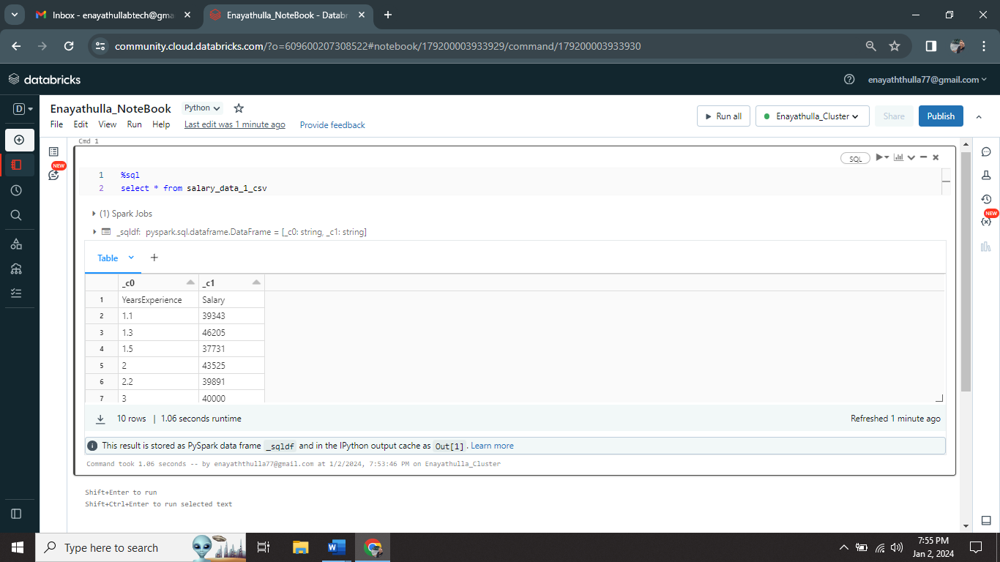 Inbox - enayathullabtech@gma
Enayathulla_NoteBook - Databr
community.cloud.databricks.com/?o=609600207308522#notebook/179200003933929/command/179200003933930
databricks
enayaththulla77@gmail.com
D
Enayathulla_NoteBook Python
File Edit View Run Help Last edit was 1 minute ago Provide feedback
Run all Enayathulla_Cluster Share Publish
NEW
NEW
Cmd 1
SQL
1 %sql
2 select * from salary_data_1_csv
(1) Spark Jobs
_sqldf: pyspark.sql.dataframe.DataFrame = [_c0: string, _c1: string]
Table +
_c0 _c1
1 YearsExperience Salary
2 1.1 39343
3 1.3 46205
4 1.5 37731
5 2 43525
6 2.2 39891
7 3 40000
10 rows | 1.06 seconds runtime Refreshed 1 minute ago
This result is stored as PySpark data frame _sqldf and in the IPython output cache as Out[1]. Learn more
Command took 1.06 seconds -- by enayaththulla77@gmail.com at 1/2/2024, 7:53:46 PM on Enayathulla_Cluster
Shift+Enter to run
Shift+Ctrl+Enter to run selected text
Type here to search
7:55 PM
Jan 2, 2024